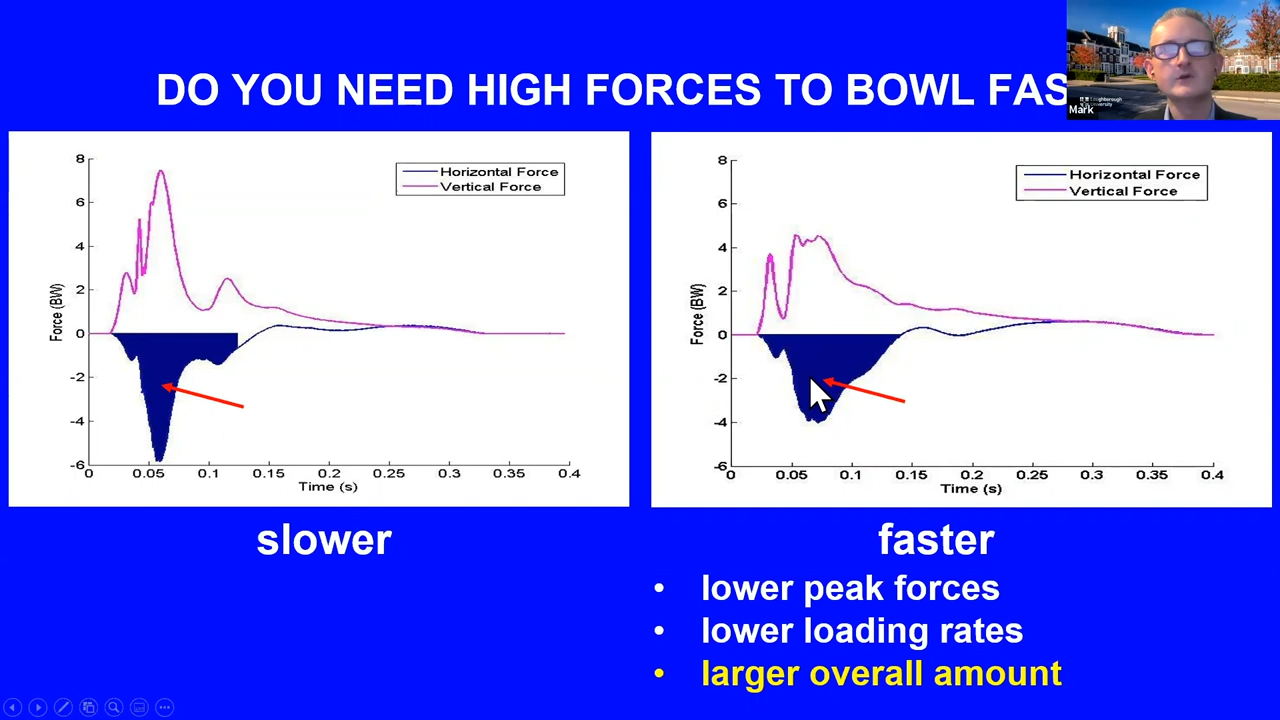 DO YOU NEED HIGH FORCES TO BOWL FAS
Loughborough
University
Mark
8
6
4
2
0
-2
-4
-6
Force (BW)
Horizontal Force
Vertical Force
0 0.05 0.1 0.15 0.2 0.25 0.3 0.35 0.4
Time (s)
8
6
4
2
0
-2
-4
-6
Force (BW)
Horizontal Force
Vertical Force
0 0.05 0.1 0.15 0.2 0.25 0.3 0.35 0.4
Time (s)
slower
faster
• lower peak forces
• lower loading rates
• larger overall amount